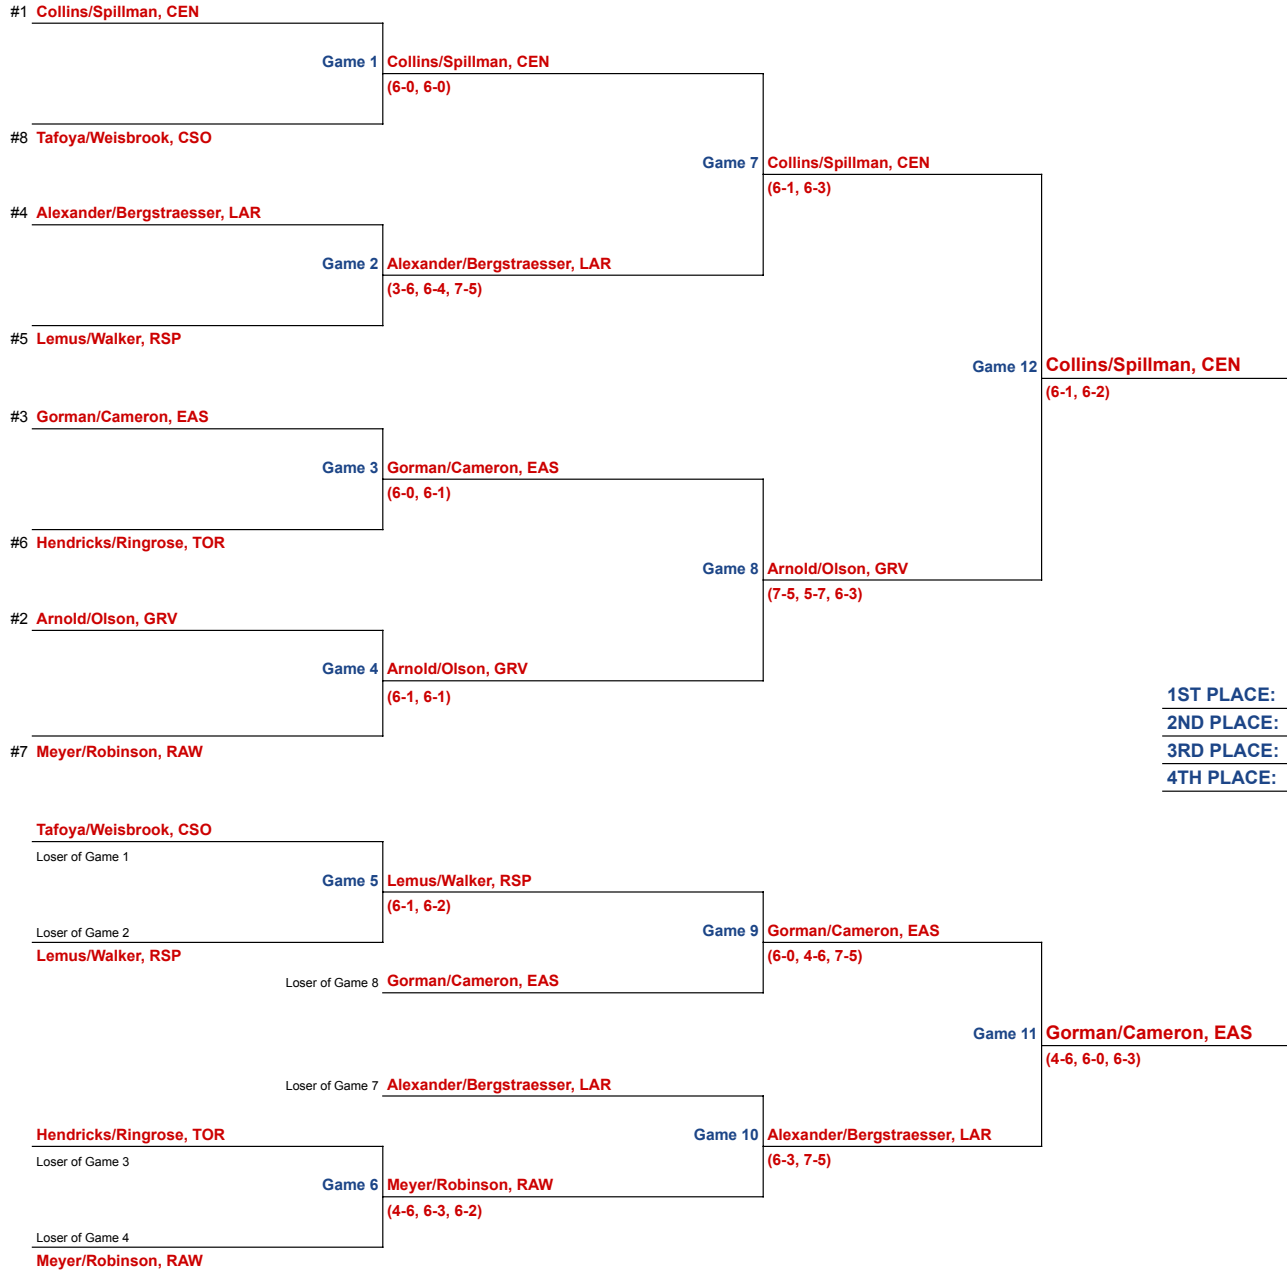 #1 Collins/Spillman, CEN
Game 1 Collins/Spillman, CEN
(6-0, 6-0)
#8 Tafoya/Weisbrook, CSO
Game 7 Collins/Spillman, CEN
(6-1, 6-3)
#4 Alexander/Bergstraesser, LAR
Game 2 Alexander/Bergstraesser, LAR
(3-6, 6-4, 7-5)
#5 Lemus/Walker, RSP
Game 12 Collins/Spillman, CEN
(6-1, 6-2)
#3 Gorman/Cameron, EAS
Game 3 Gorman/Cameron, EAS
(6-0, 6-1)
#6 Hendricks/Ringrose, TOR
Game 8 Arnold/Olson, GRV
(7-5, 5-7, 6-3)
#2 Arnold/Olson, GRV
Game 4 Arnold/Olson, GRV
(6-1, 6-1)
#7 Meyer/Robinson, RAW
1ST PLACE:
2ND PLACE:
3RD PLACE:
4TH PLACE:
Tafoya/Weisbrook, CSO
Loser of Game 1
Game 5 Lemus/Walker, RSP
(6-1, 6-2)
Loser of Game 2
Lemus/Walker, RSP
Game 9 Gorman/Cameron, EAS
(6-0, 4-6, 7-5)
Loser of Game 8 Gorman/Cameron, EAS
Game 11 Gorman/Cameron, EAS
(4-6, 6-0, 6-3)
Loser of Game 7 Alexander/Bergstraesser, LAR
Hendricks/Ringrose, TOR
Loser of Game 3
Game 10 Alexander/Bergstraesser, LAR
(6-3, 7-5)
Game 6 Meyer/Robinson, RAW
(4-6, 6-3, 6-2)
Loser of Game 4
Meyer/Robinson, RAW